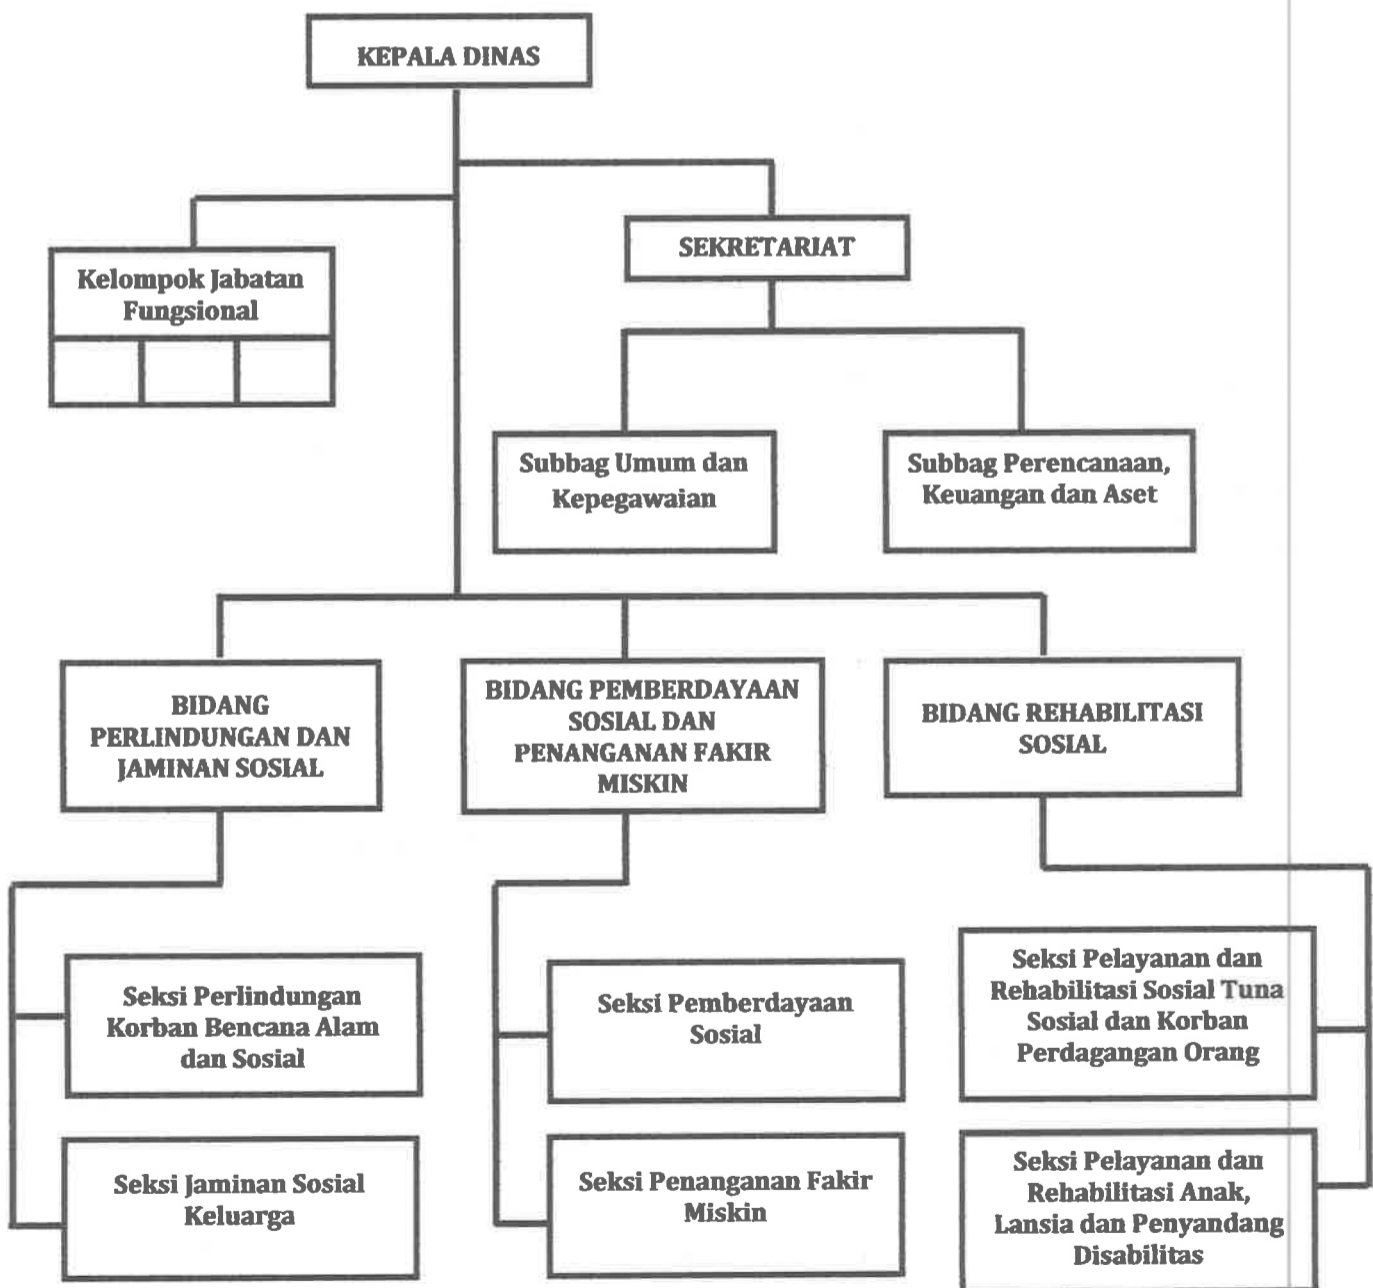 KEPALA DINAS
SEKRETARIAT
Kelompok Jabatan
Fungsional
Subbag Umum dan
Kepegawaian
Subbag Perencanaan,
Keuangan dan Aset
BIDANG
PERLINDUNGAN DAN
JAMINAN SOSIAL
BIDANG PEMBERDAYAAN
SOSIAL DAN
PENANGANAN FAKIR
MISKIN
BIDANG REHABILITASI
SOSIAL
Seksi Perlindungan
Korban Bencana Alam
dan Sosial
Seksi Pemberdayaan
Sosial
Seksi Pelayanan dan
Rehabilitasi Sosial Tuna
Sosial dan Korban
Perdagangan Orang
Seksi Jaminan Sosial
Keluarga
Seksi Penanganan Fakir
Miskin
Seksi Pelayanan dan
Rehabilitasi Anak,
Lansia dan Penyandang
Disabilitas